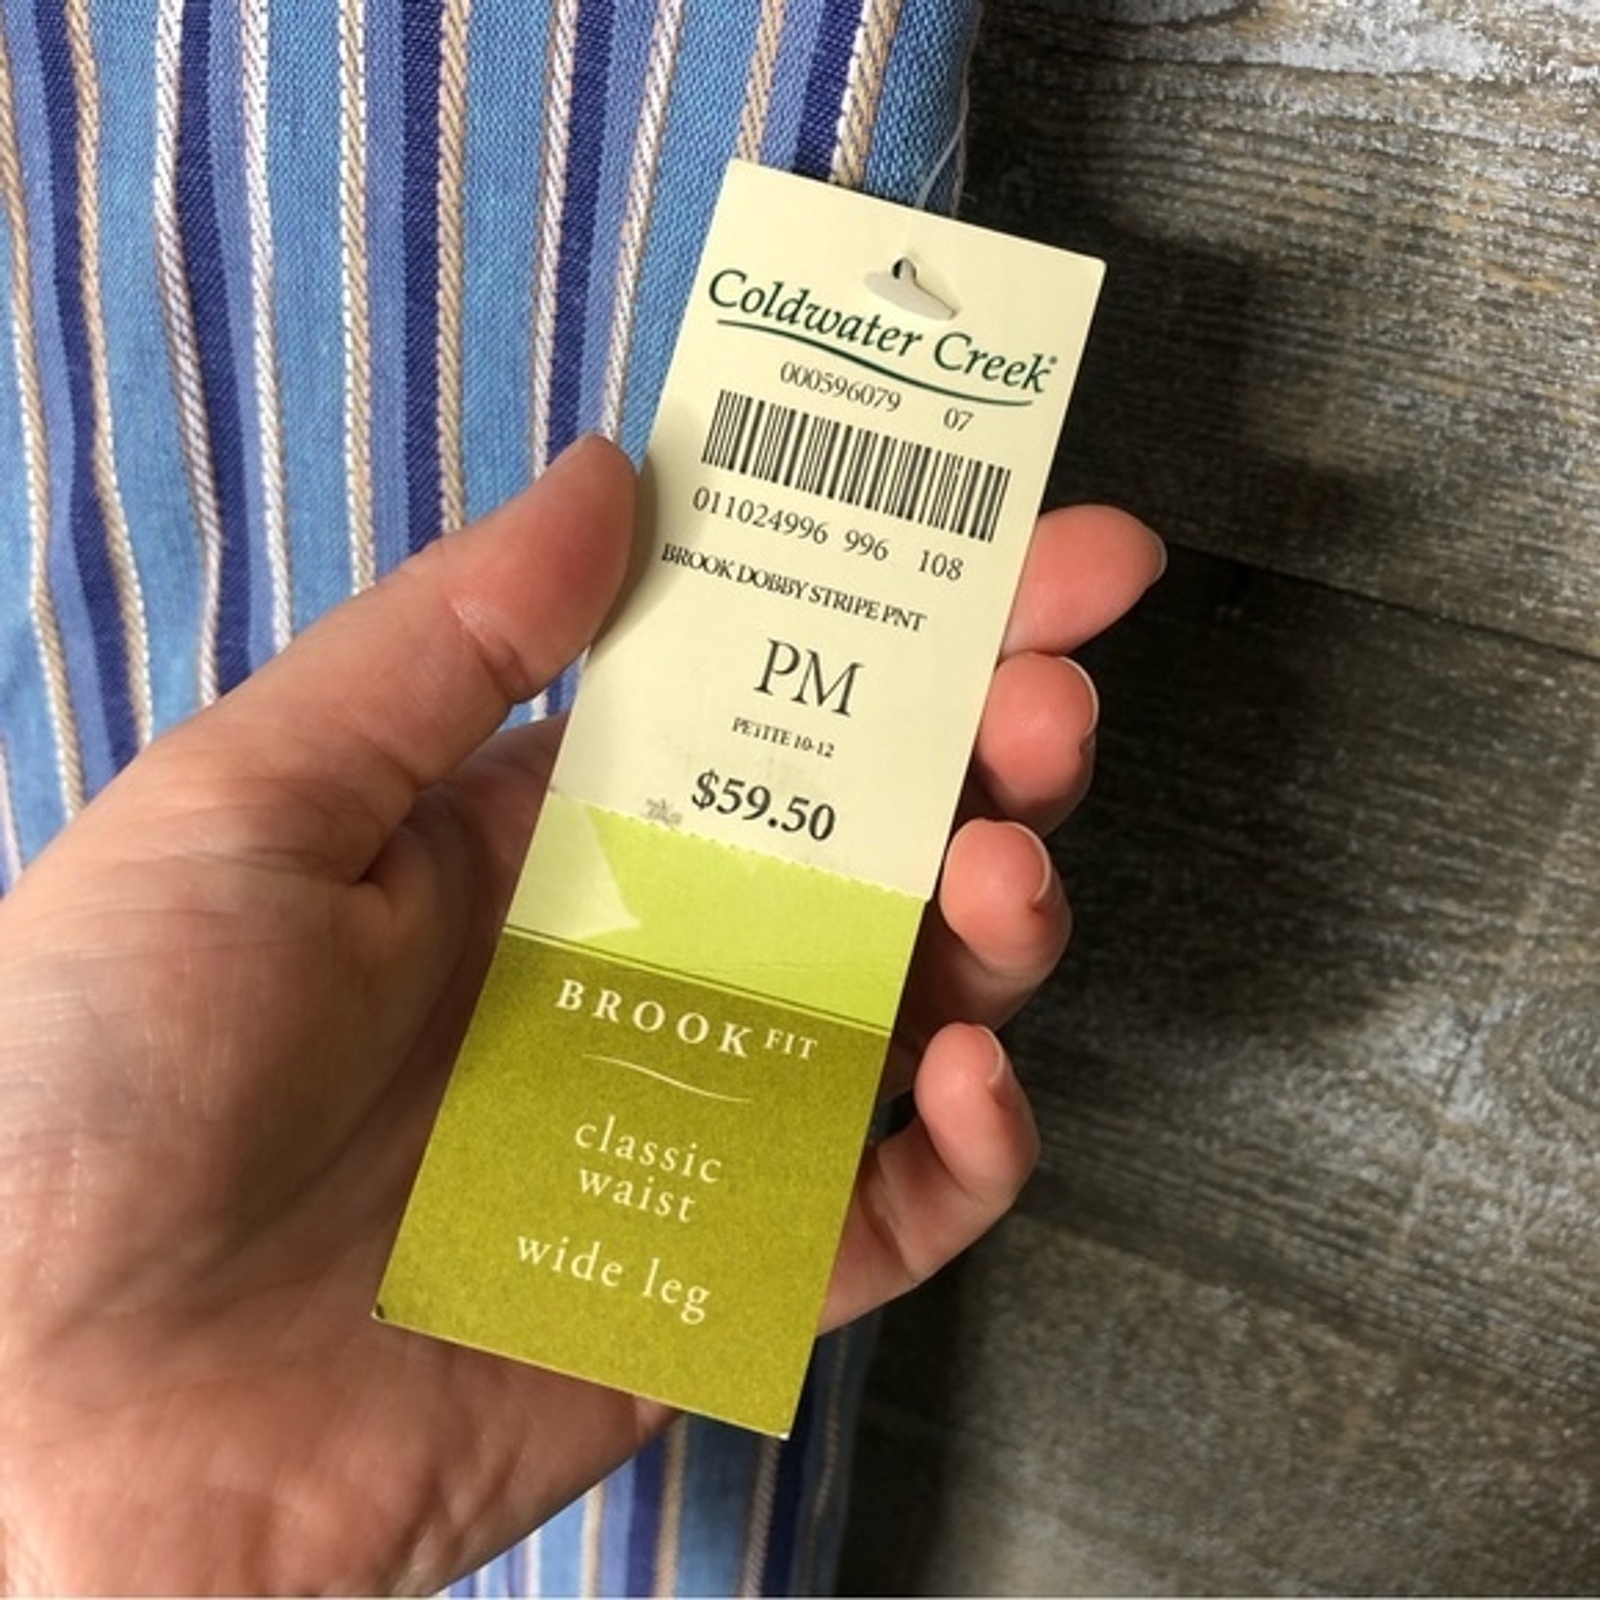 Coldwater Creek®
000596079 07
011024996 996 108
BROOK DOBBY STRIPE PNT
PM
PETITE 10-12
$59.50
BROOK FIT
classic
waist
wide leg